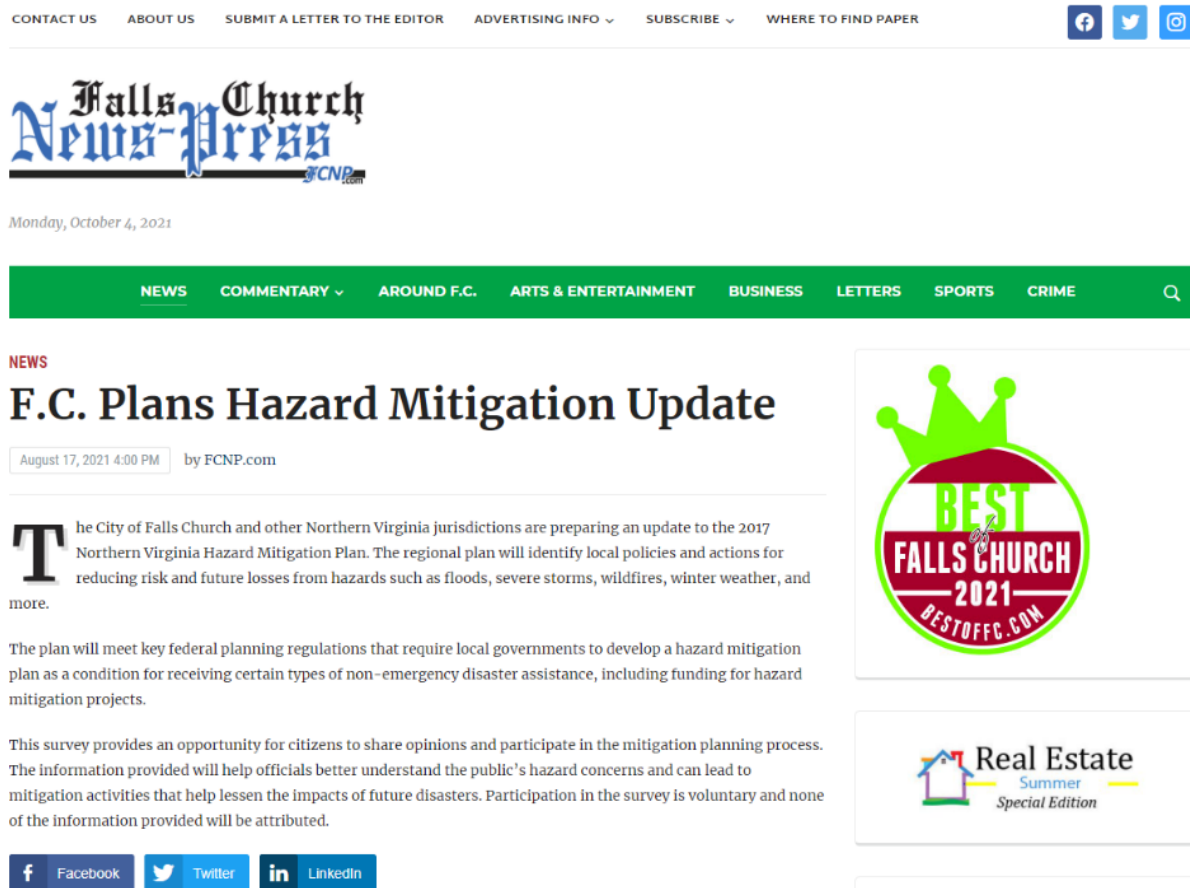 CONTACT US ABOUT US SUBMIT A LETTER TO THE EDITOR ADVERTISING INFO SUBSCRIBE WHERE TO FIND PAPER
Falls Church
News-Press
FCNP.com
Monday, October 4, 2021
NEWS COMMENTARY AROUND F.C. ARTS & ENTERTAINMENT BUSINESS LETTERS SPORTS CRIME
NEWS
F.C. Plans Hazard Mitigation Update
August 17, 2021 4:00 PM by FCNP.com
The City of Falls Church and other Northern Virginia jurisdictions are preparing an update to the 2017
Northern Virginia Hazard Mitigation Plan. The regional plan will identify local policies and actions for
reducing risk and future losses from hazards such as floods, severe storms, wildfires, winter weather, and
more.
The plan will meet key federal planning regulations that require local governments to develop a hazard mitigation
plan as a condition for receiving certain types of non-emergency disaster assistance, including funding for hazard
mitigation projects.
This survey provides an opportunity for citizens to share opinions and participate in the mitigation planning process.
The information provided will help officials better understand the public's hazard concerns and can lead to
mitigation activities that help lessen the impacts of future disasters. Participation in the survey is voluntary and none
of the information provided will be attributed.
Facebook Twitter LinkedIn
BEST
of
FALLS CHURCH
2021
BESTOFFC.COM
Real Estate
Summer
Special Edition